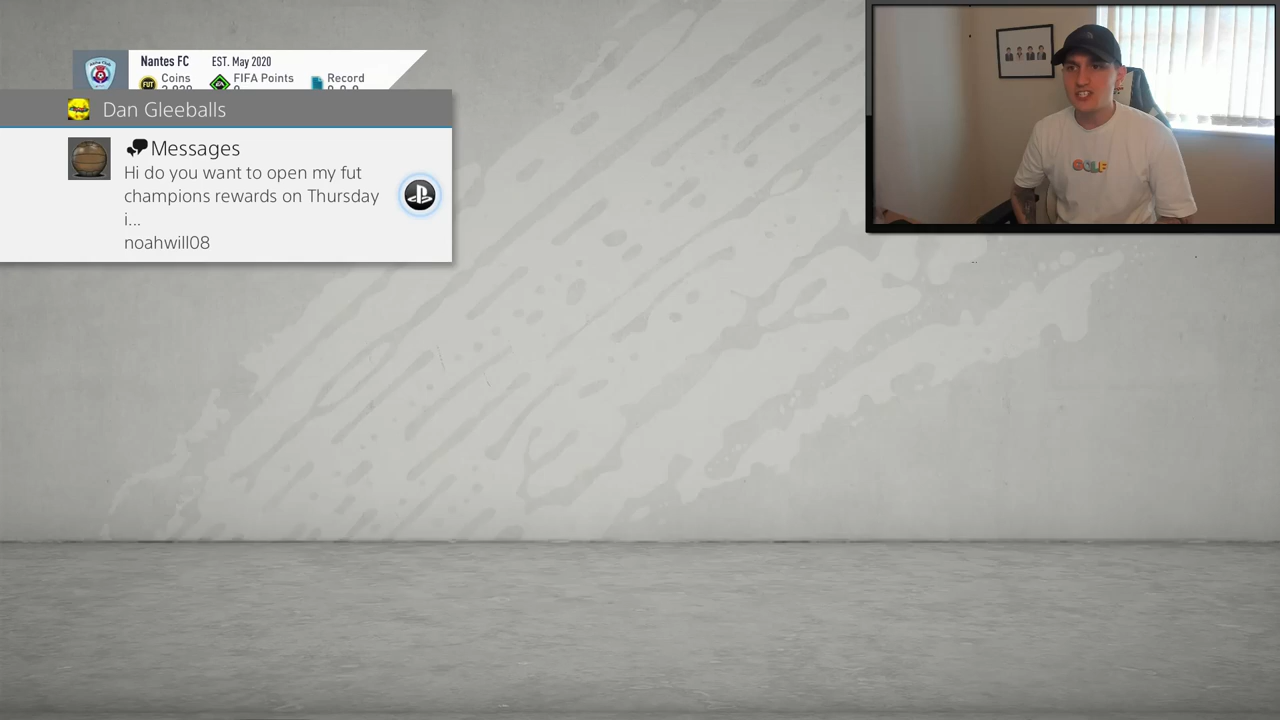 Nantes FC EST. May 2020
Coins FIFA Points Record
Dan Gleeballs
Messages
Hi do you want to open my fut
champions rewards on Thursday
i...
noahwill08
GOLF